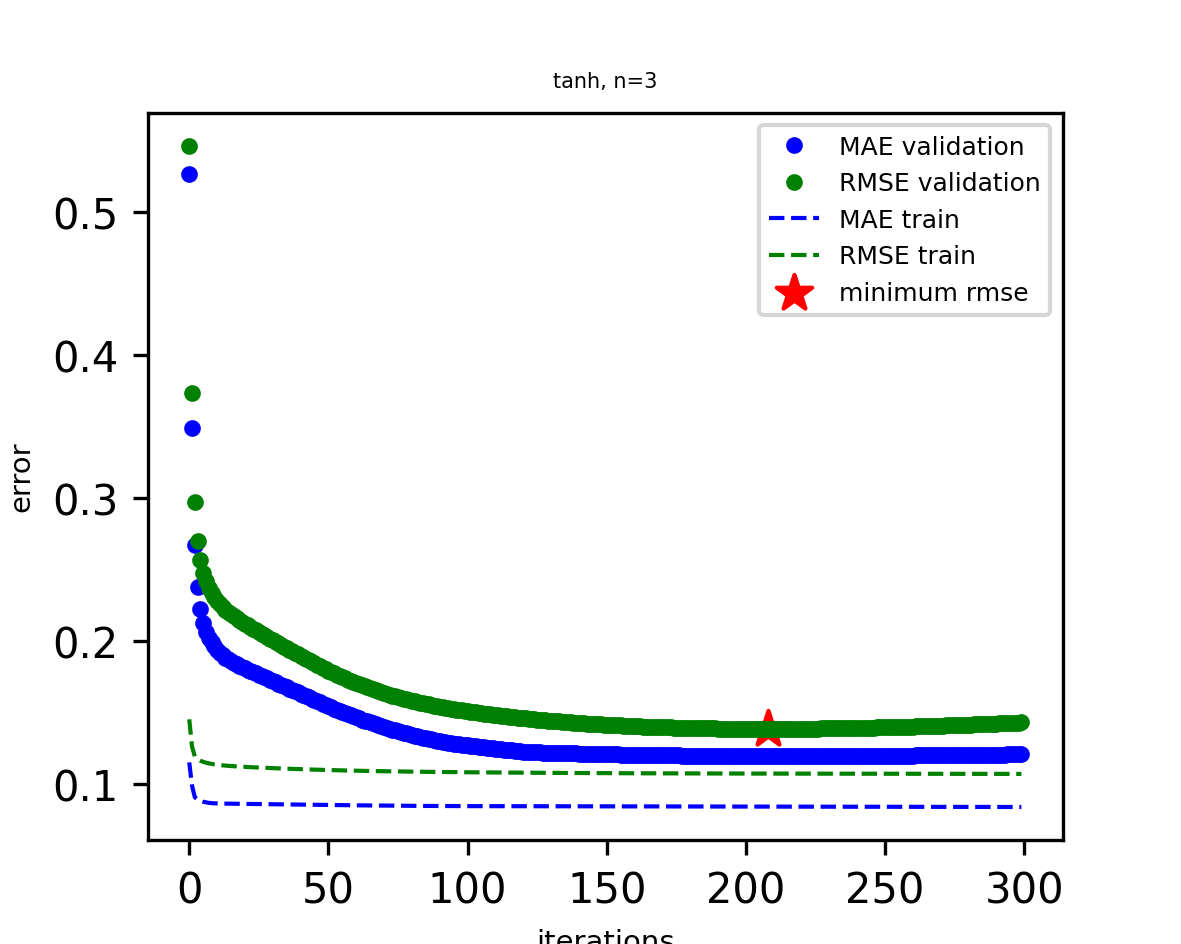 tanh, n=3
MAE validation
RMSE validation
MAE train
RMSE train
minimum rmse
error
0.5
0.4
0.3
0.2
0.1
0 50 100 150 200 250 300
iterations